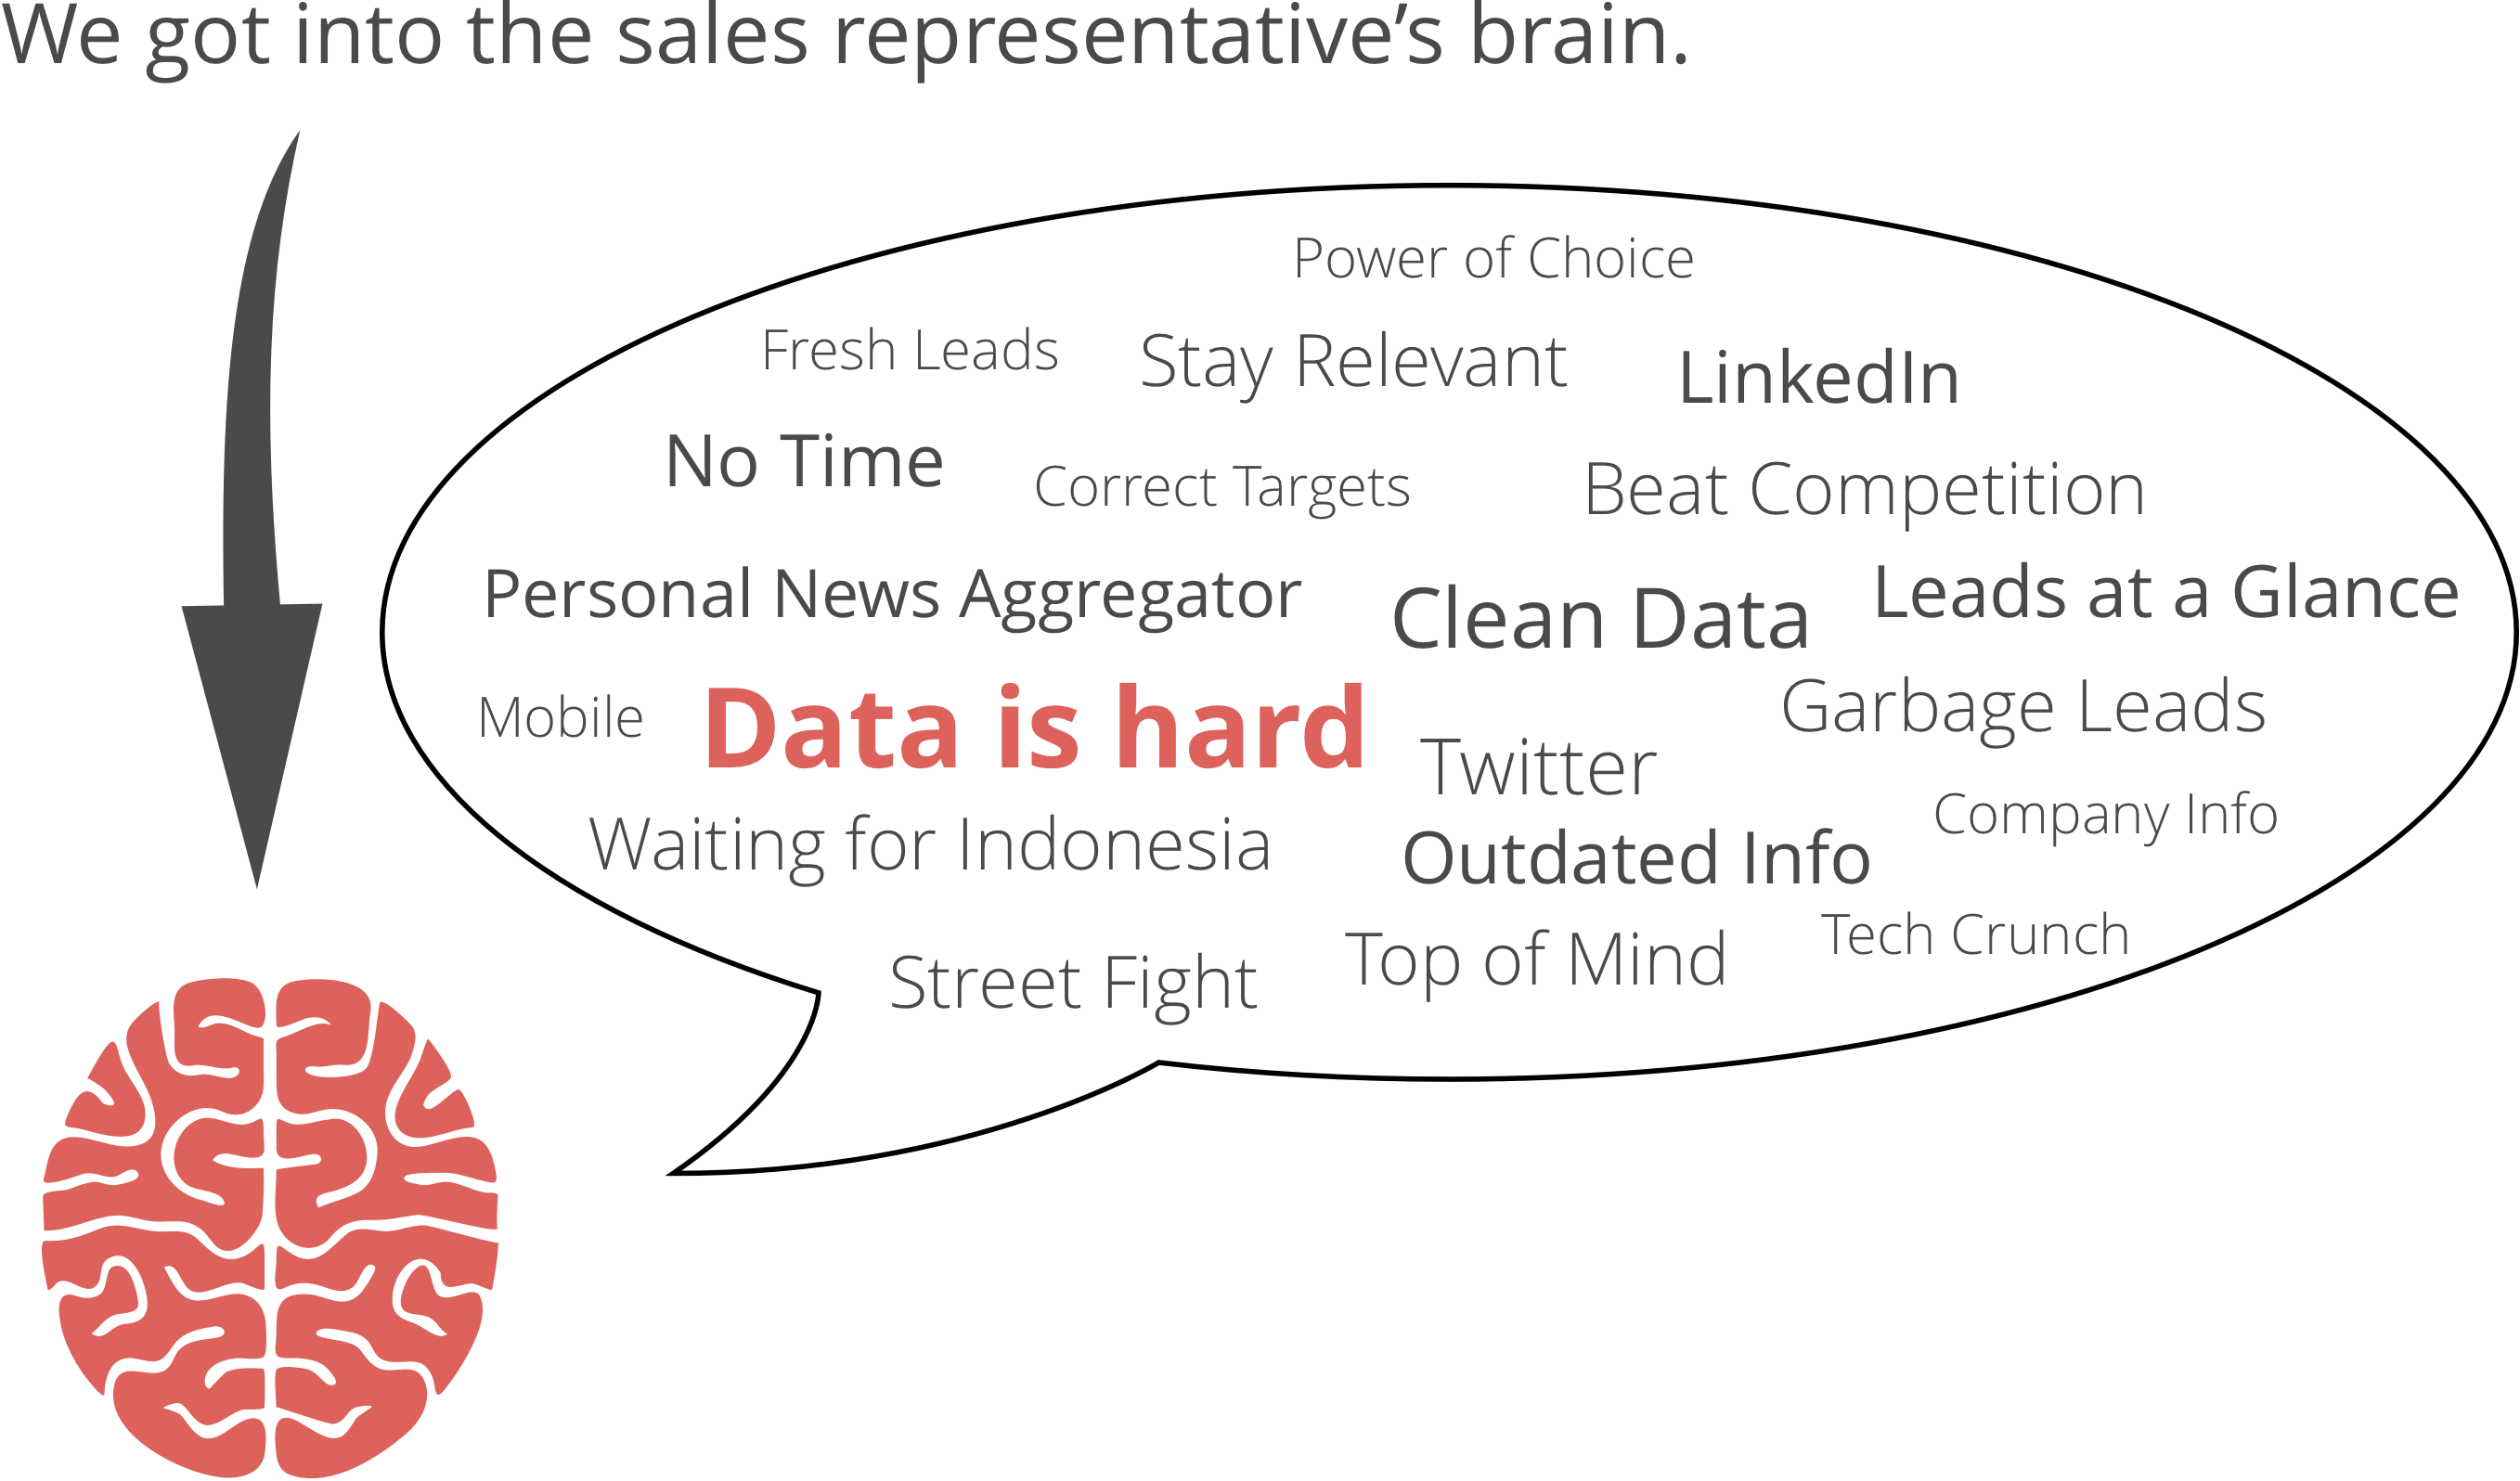 We got into the sales representative’s brain.
Power of Choice
Fresh Leads
Stay Relevant
LinkedIn
No Time
Correct Targets
Beat Competition
Personal News Aggregator
Clean Data
Leads at a Glance
Mobile
Data is hard
Twitter
Garbage Leads
Waiting for Indonesia
Outdated Info
Company Info
Street Fight
Top of Mind
Tech Crunch